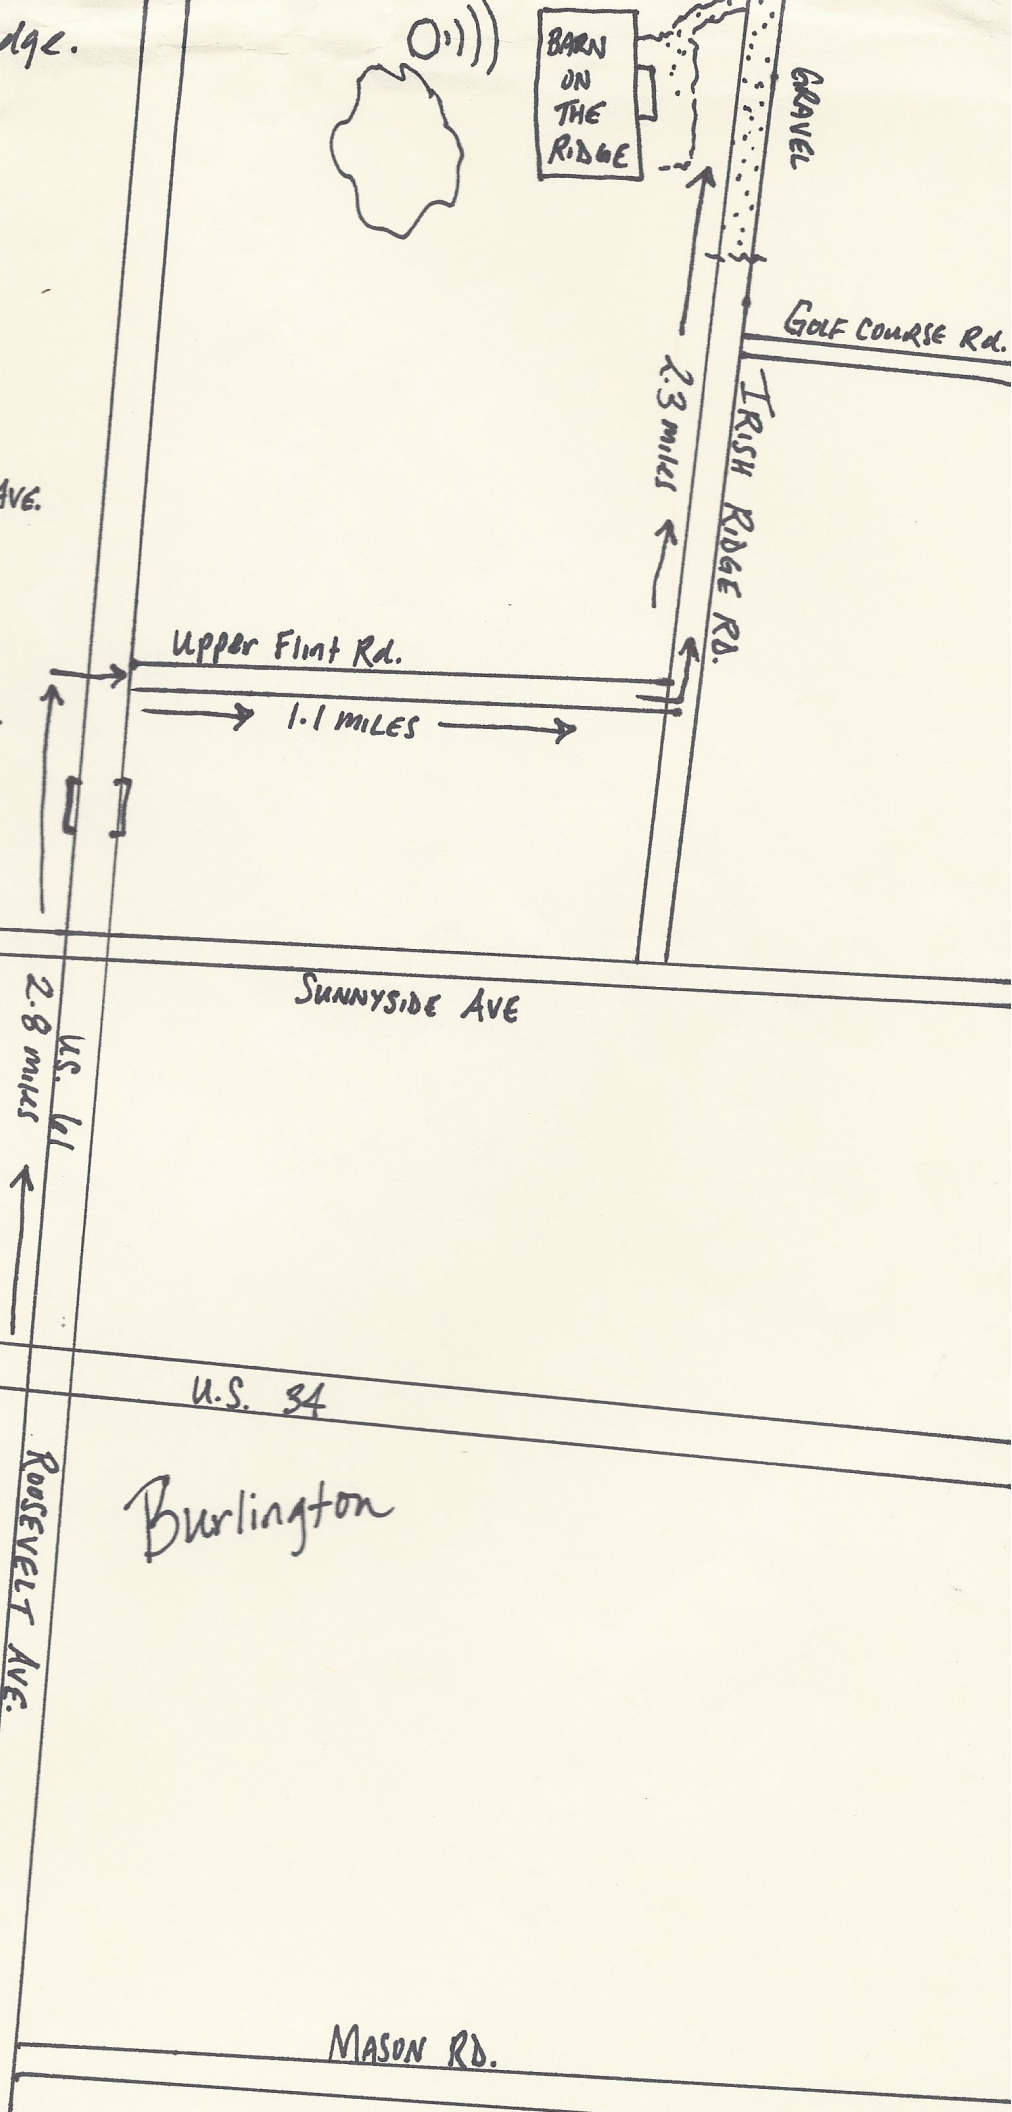 dge.
BARN
ON
THE
RIDGE
GRAVEL
GOLF COURSE Rd.
2.3 miles
IRISH RIDGE RD.
AVE.
Upper Flint Rd.
1.1 MILES
SUNNYSIDE AVE
2.8 miles
U.S. 61
U.S. 34
Burlington
ROOSEVELT AVE.
MASON RD.